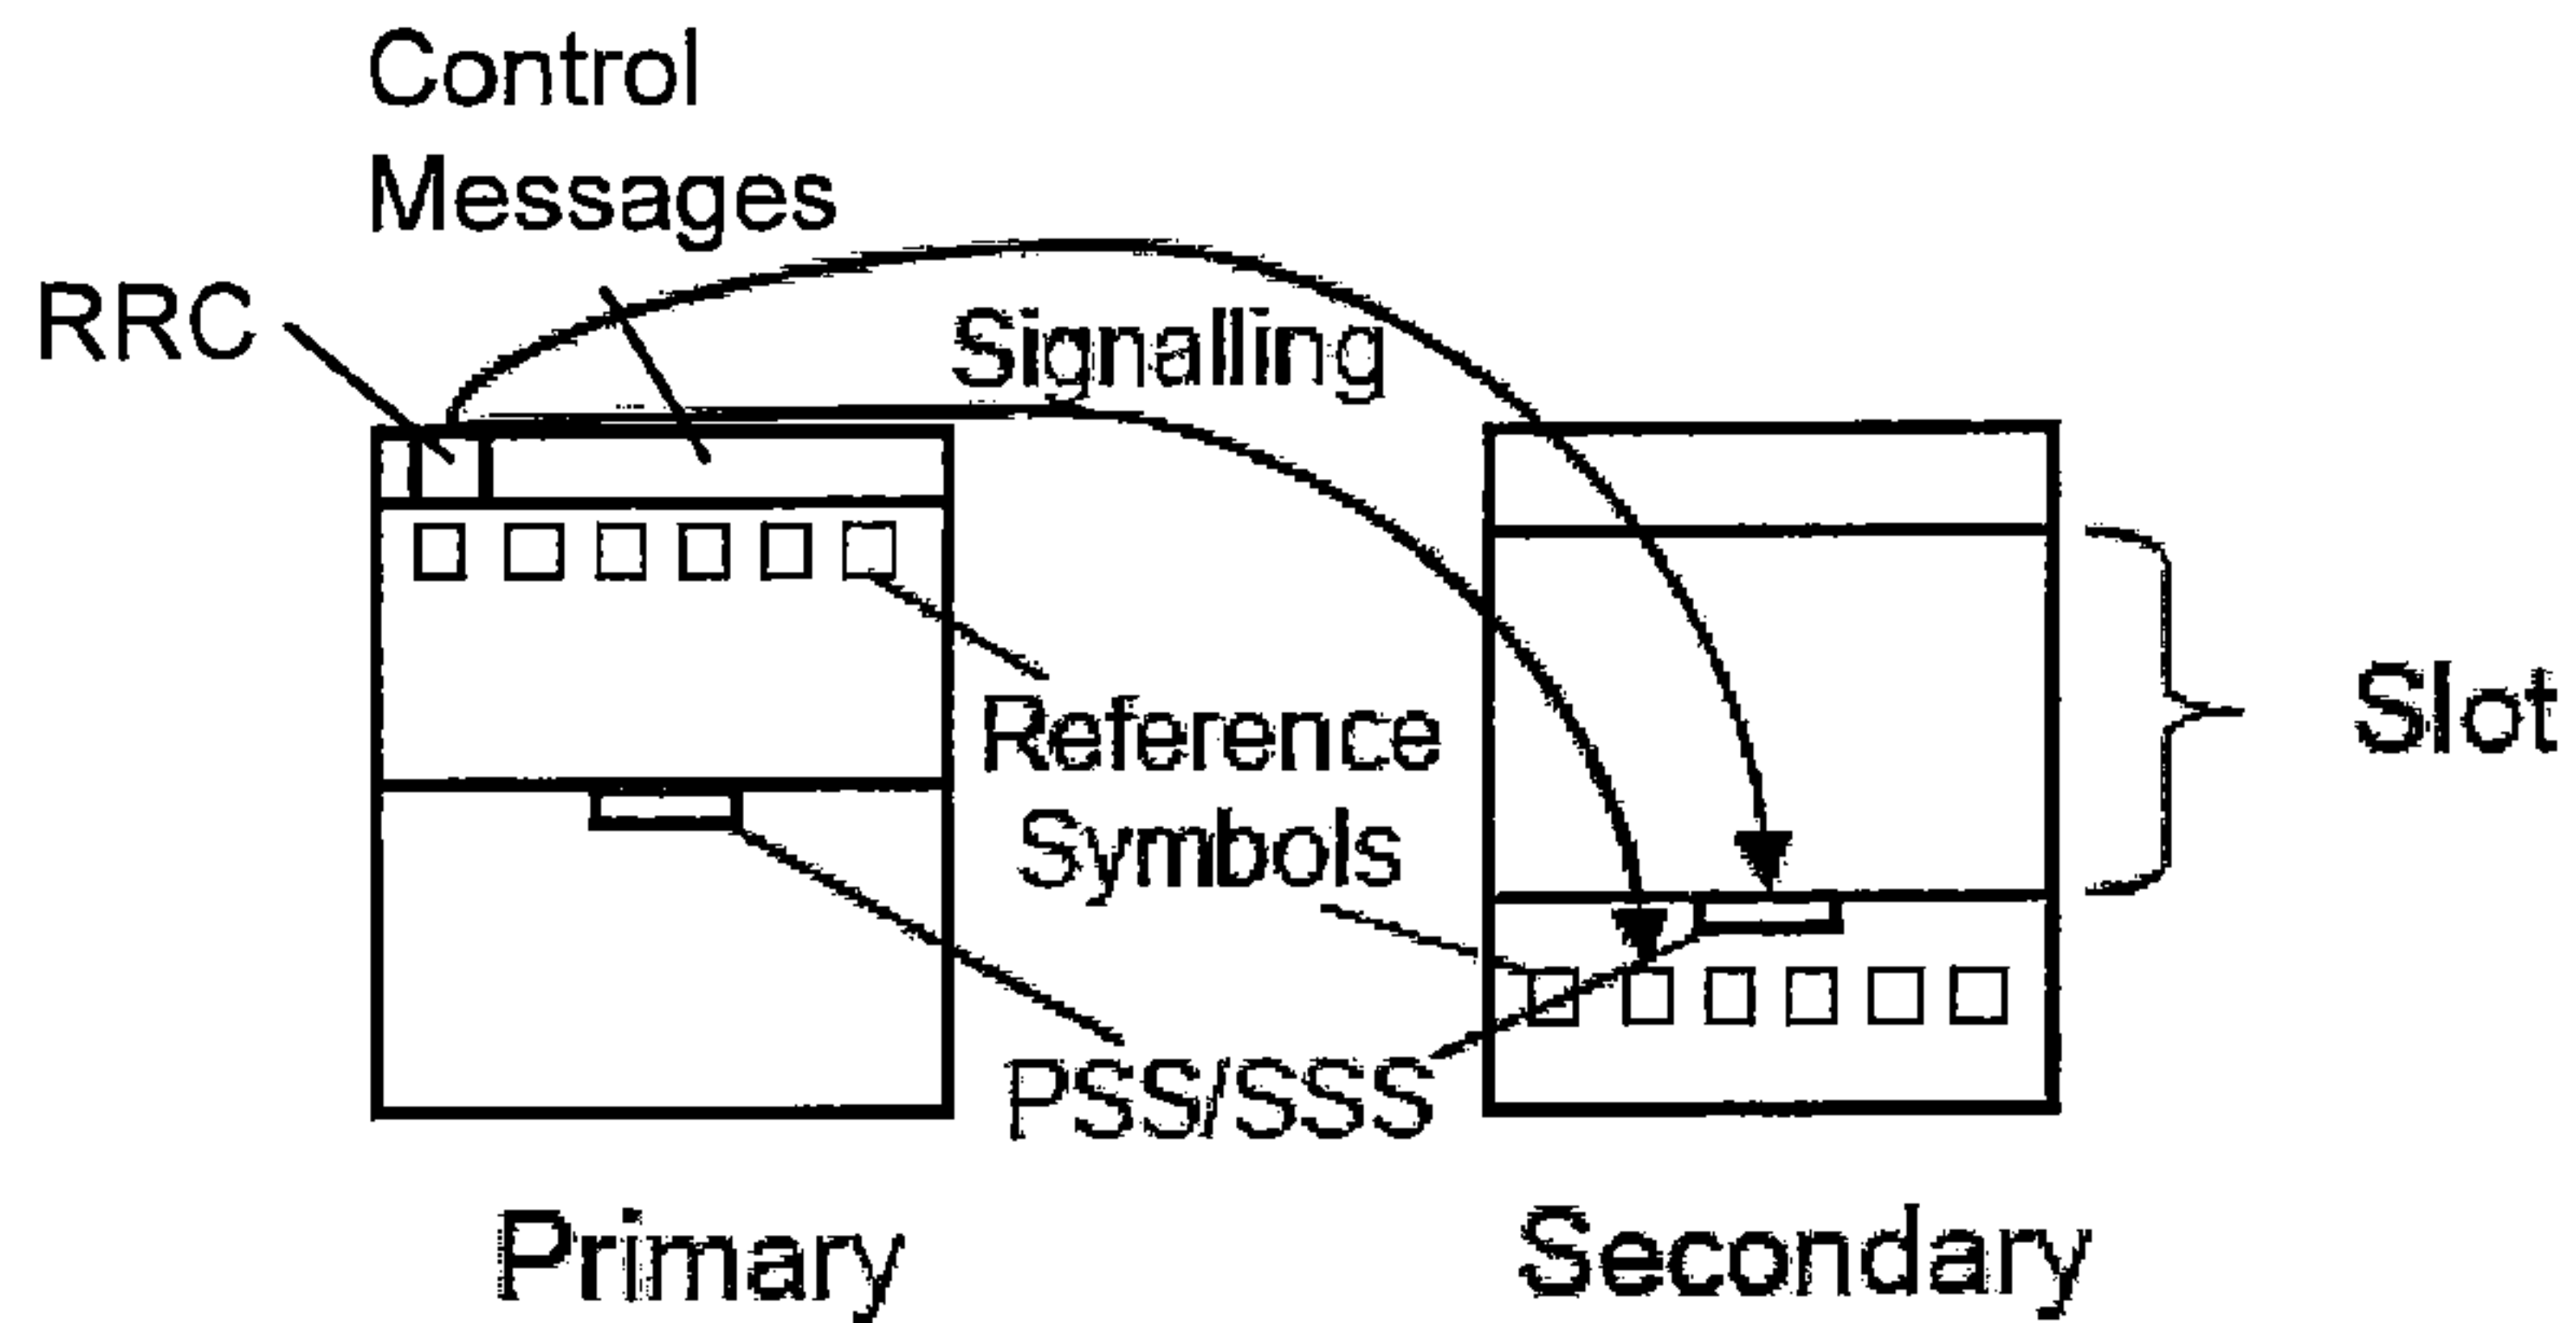 Control
Messages
RRC
Signalling
Reference
Symbols
Slot
PSS/SSS
Primary
Secondary